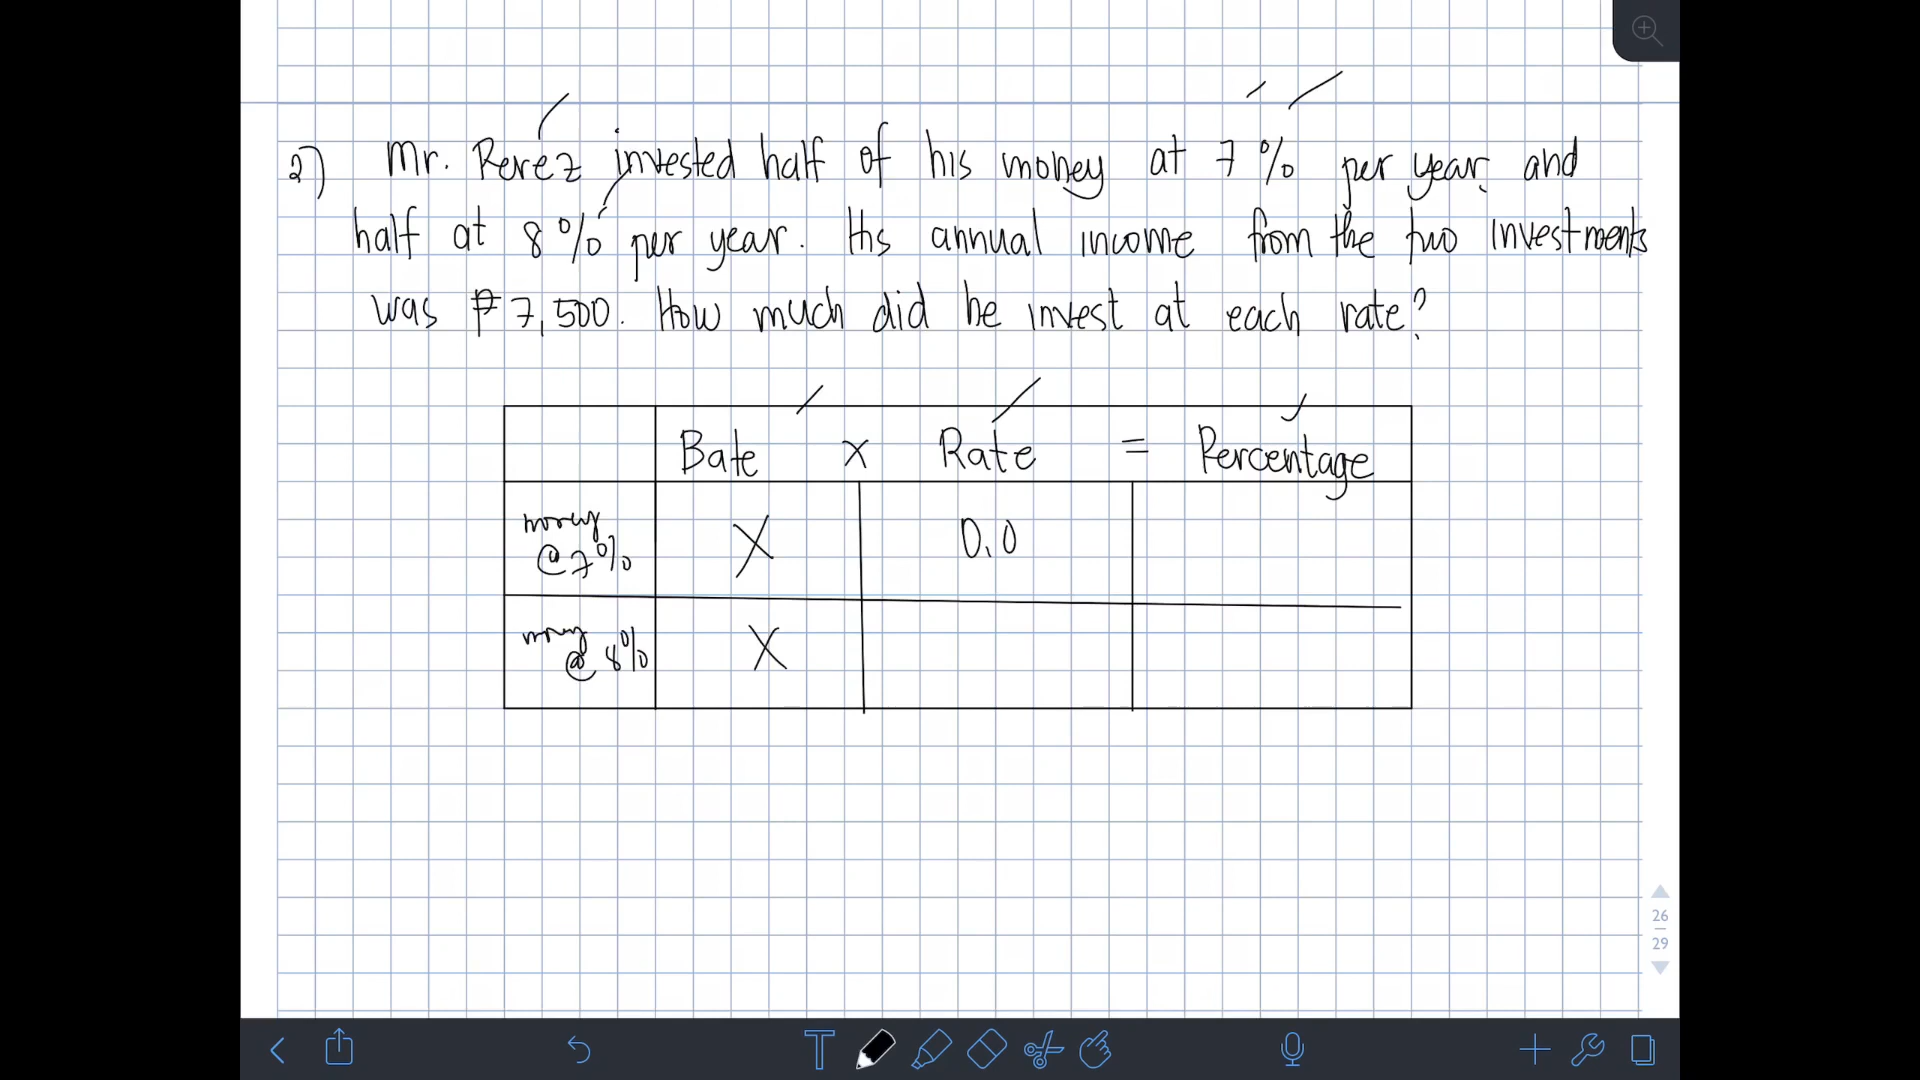 2) Mr. Perez invested half of his money at 7% per year, and
half at 8% per year. His annual income from the two investments
was ₱7,500. How much did he invest at each rate?
Base x Rate = Percentage
money
@ 7%
X
0.0
money
@ 8%
X
26
29
T